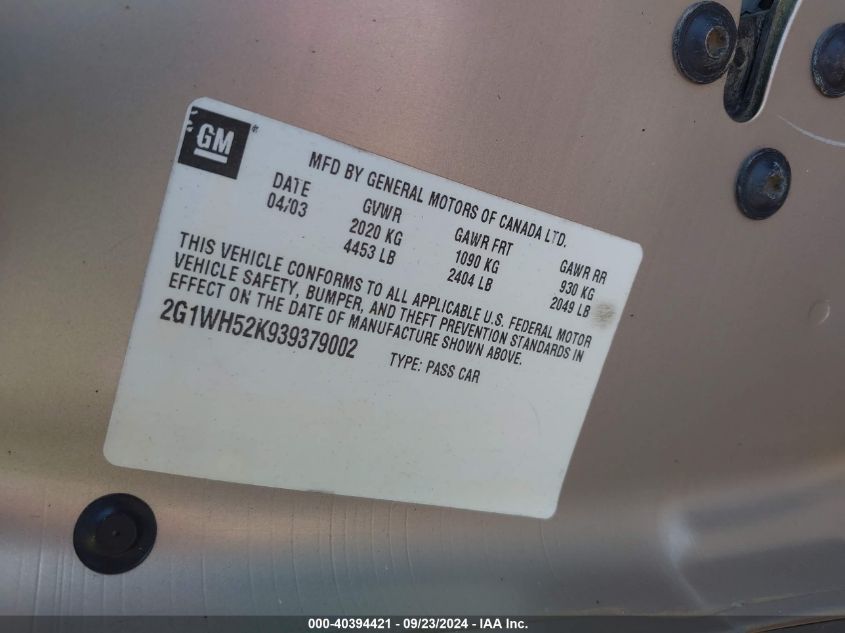 GM
MFD BY GENERAL MOTORS OF CANADA LTD.
DATE GVWR GAWR FRT GAWR RR
04/03 2020 KG 1090 KG 930 KG
4453 LB 2404 LB 2049 LB
THIS VEHICLE CONFORMS TO ALL APPLICABLE U.S. FEDERAL MOTOR
VEHICLE SAFETY, BUMPER, AND THEFT PREVENTION STANDARDS IN
EFFECT ON THE DATE OF MANUFACTURE SHOWN ABOVE.
2G1WH52K939379002 TYPE: PASS CAR
000-40394421 - 09/23/2024 - IAA Inc.